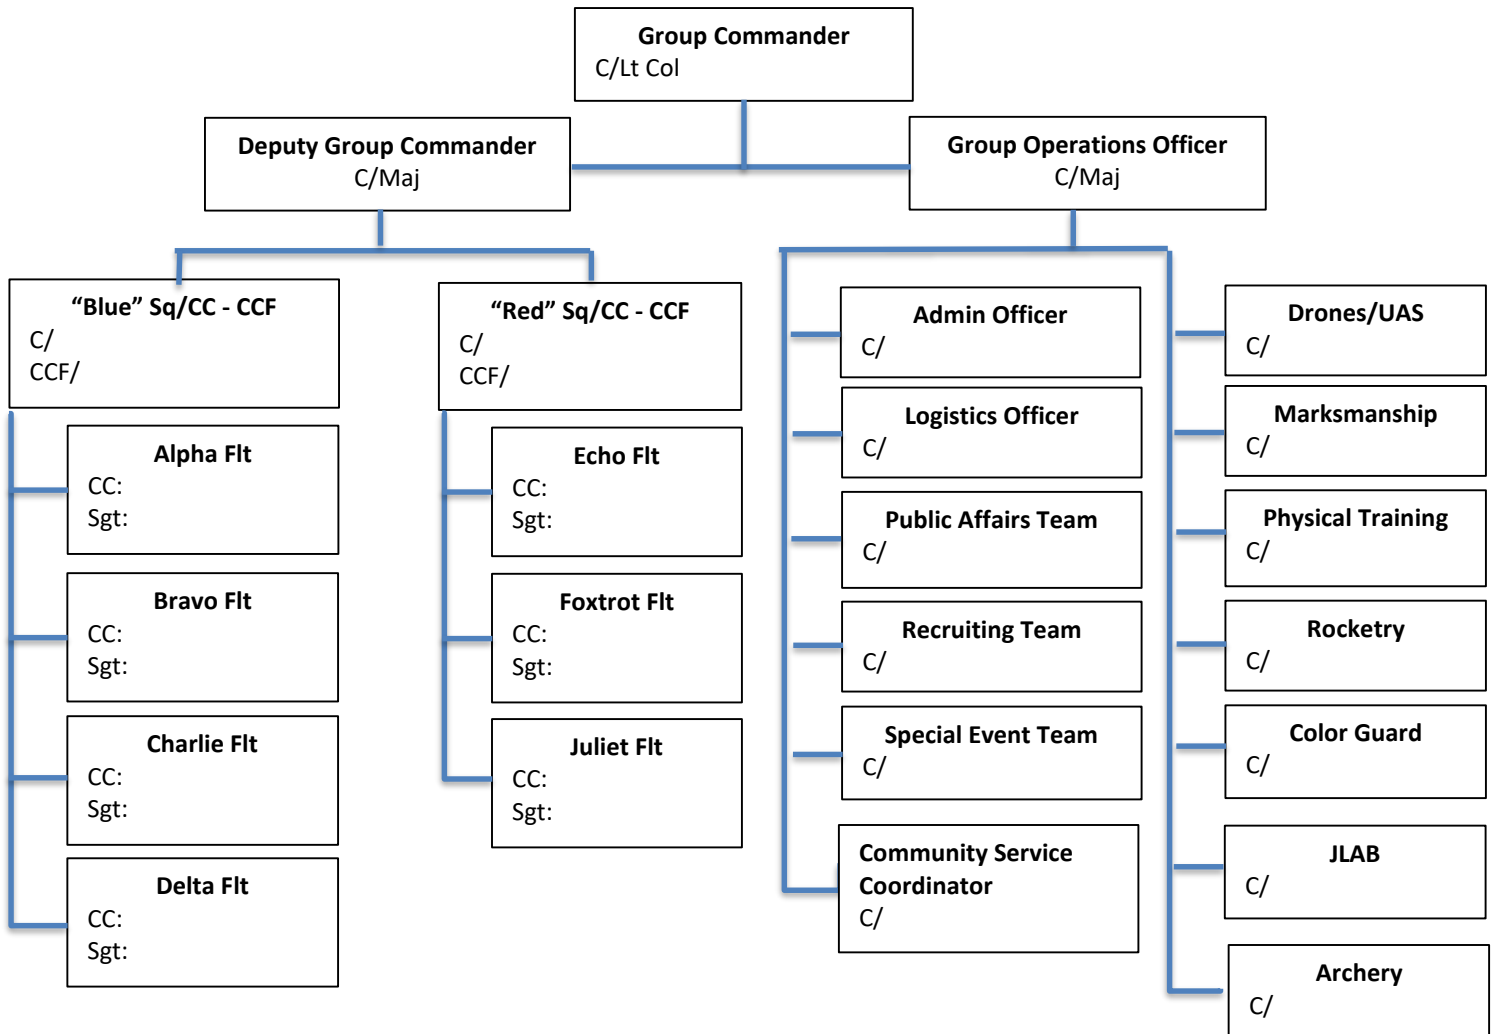 Group Commander
C/Lt Col
Deputy Group Commander
C/Maj
Group Operations Officer
C/Maj
“Blue” Sq/CC - CCF
C/
CCF/
Alpha Flt
CC:
Sgt:
Bravo Flt
CC:
Sgt:
Charlie Flt
CC:
Sgt:
Delta Flt
CC:
Sgt:
“Red” Sq/CC - CCF
C/
CCF/
Echo Flt
CC:
Sgt:
Foxtrot Flt
CC:
Sgt:
Juliet Flt
CC:
Sgt:
Admin Officer
C/
Logistics Officer
C/
Public Affairs Team
C/
Recruiting Team
C/
Special Event Team
C/
Community Service
Coordinator
C/
Drones/UAS
C/
Marksmanship
C/
Physical Training
C/
Rocketry
C/
Color Guard
C/
JLAB
C/
Archery
C/